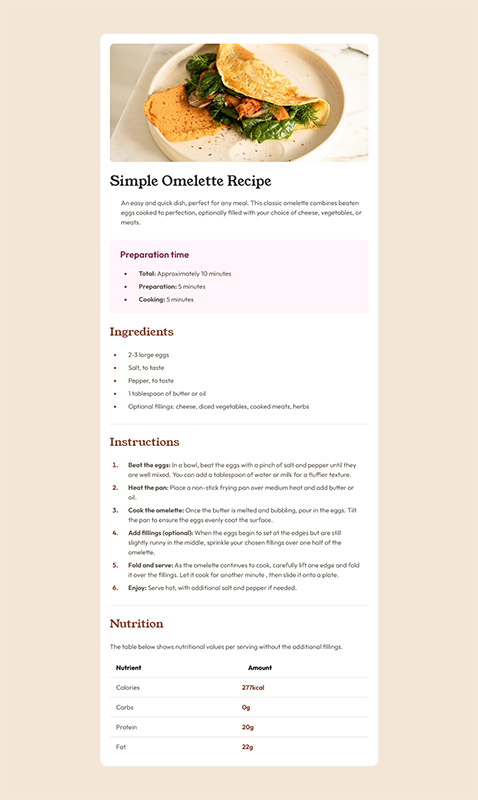 Simple Omelette Recipe
An easy and quick dish, perfect for any meal. This classic omelette combines beaten
eggs cooked to perfection, optionally filled with your choice of cheese, vegetables, or
meats.
Preparation time
• Total: Approximately 10 minutes
• Preparation: 5 minutes
• Cooking: 5 minutes
Ingredients
• 2-3 large eggs
• Salt, to taste
• Pepper, to taste
• 1 tablespoon of butter or oil
• Optional fillings: cheese, diced vegetables, cooked meats, herbs
Instructions
1. Beat the eggs: In a bowl, beat the eggs with a pinch of salt and pepper until they
are well mixed. You can add a tablespoon of water or milk for a fluffier texture.
2. Heat the pan: Place a non-stick frying pan over medium heat and add butter or
oil.
3. Cook the omelette: Once the butter is melted and bubbling, pour in the eggs. Tilt
the pan to ensure the eggs evenly coat the surface.
4. Add fillings (optional): When the eggs begin to set at the edges but are still
slightly runny in the middle, sprinkle your chosen fillings over one half of the
omelette.
5. Fold and serve: As the omelette continues to cook, carefully lift one edge and fold
it over the fillings. Let it cook for another minute , then slide it onto a plate.
6. Enjoy: Serve hot, with additional salt and pepper if needed.
Nutrition
The table below shows nutritional values per serving without the additional fillings.
Nutrient Amount
Calories 277kcal
Carbs 0g
Protein 20g
Fat 22g